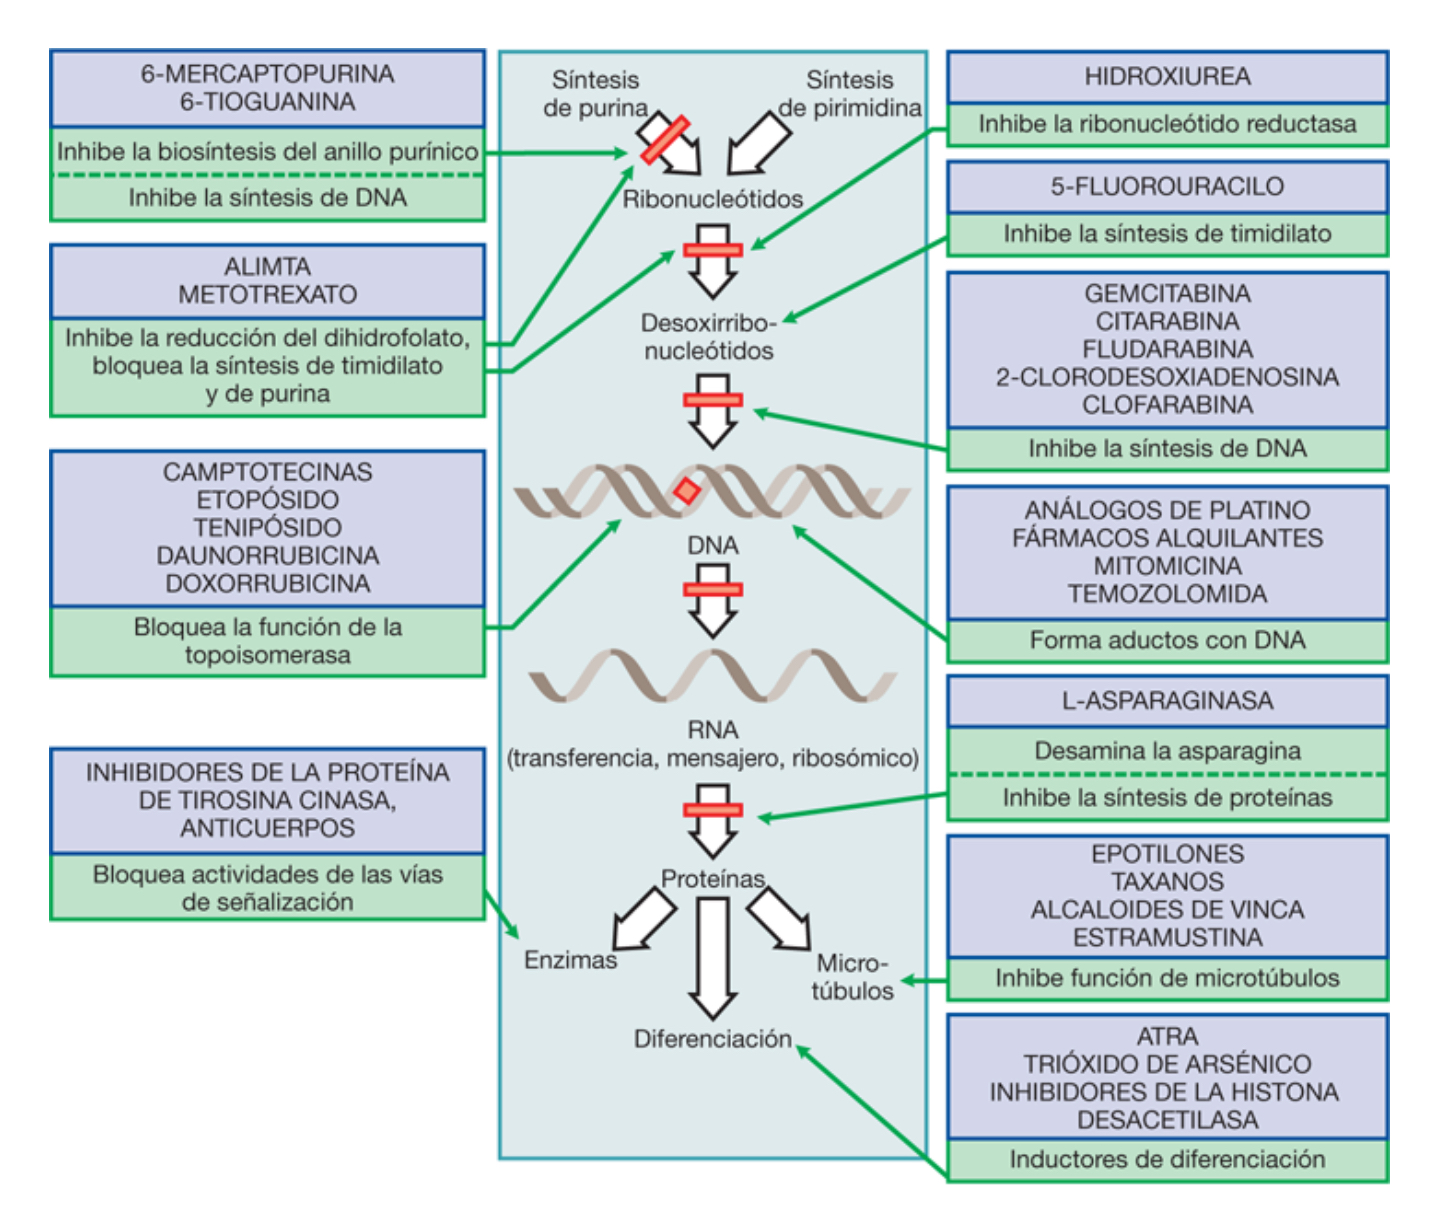 6-MERCAPTOPURINA
6-TIOGUANINA
Inhibe la biosíntesis del anillo purínico
Inhibe la síntesis de DNA
ALIMTA
METOTREXATO
Inhibe la reducción del dihidrofolato,
bloquea la síntesis de timidilato
y de purina
CAMPTOTECINAS
ETOPÓSIDO
TENIPÓSIDO
DAUNORRUBICINA
DOXORRUBICINA
Bloquea la función de la
topoisomerasa
INHIBIDORES DE LA PROTEÍNA
DE TIROSINA CINASA,
ANTICUERPOS
Bloquea actividades de las vías
de señalización
Síntesis
de purina
Síntesis
de pirimidina
Ribonucleótidos
Desoxirribo-
nucleótidos
DNA
RNA
(transferencia, mensajero, ribosómico)
Proteínas
Enzimas
Micro-
túbulos
Diferenciación
HIDROXIUREA
Inhibe la ribonucleótido reductasa
5-FLUOROURACILO
Inhibe la síntesis de timidilato
GEMCITABINA
CITARABINA
FLUDARABINA
2-CLORODESOXIADENOSINA
CLOFARABINA
Inhibe la síntesis de DNA
ANÁLOGOS DE PLATINO
FÁRMACOS ALQUILANTES
MITOMICINA
TEMOZOLOMIDA
Forma aductos con DNA
L-ASPARAGINASA
Desamina la asparagina
Inhibe la síntesis de proteínas
EPOTILONES
TAXANOS
ALCALOIDES DE VINCA
ESTRAMUSTINA
Inhibe función de microtúbulos
ATRA
TRIÓXIDO DE ARSÉNICO
INHIBIDORES DE LA HISTONA
DESACETILASA
Inductores de diferenciación